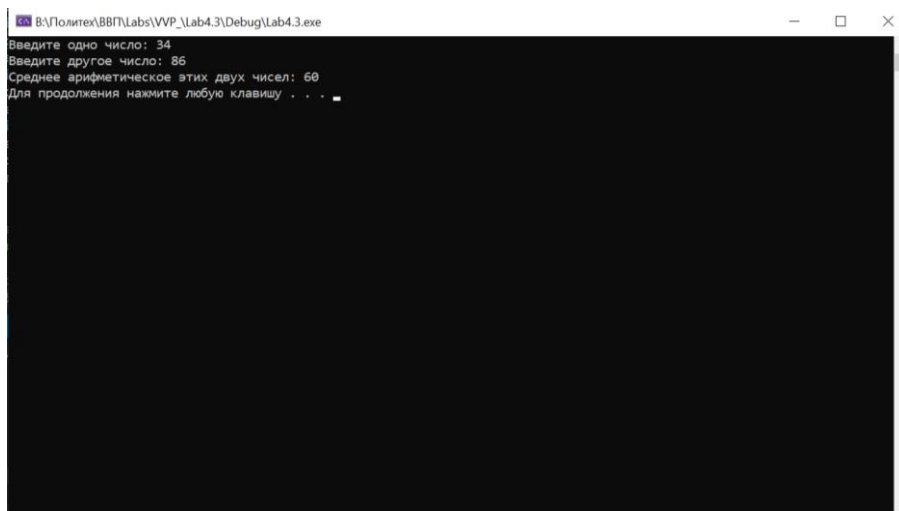 В:\Политех\ВВП\Labs\VVP_\Lab4.3\Debug\Lab4.3.exe
Введите одно число: 34
Введите другое число: 86
Среднее арифметическое этих двух чисел: 60
Для продолжения нажмите любую клавишу . . .